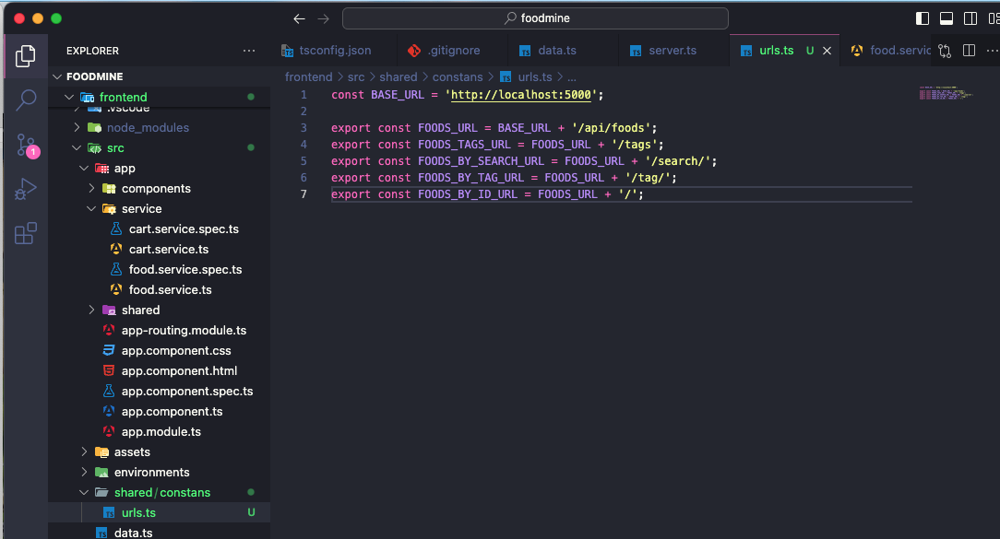 foodmine
EXPLORER
tsconfig.json
.gitignore
data.ts
server.ts
urls.ts U
food.servic
FOODMINE
frontend
.vscode
node_modules
src
app
components
service
cart.service.spec.ts
cart.service.ts
food.service.spec.ts
food.service.ts
shared
app-routing.module.ts
app.component.css
app.component.html
app.component.spec.ts
app.component.ts
app.module.ts
assets
environments
shared/constans
urls.ts U
data.ts
1
frontend > src > shared > constans > urls.ts > ...
1 const BASE_URL = 'http://localhost:5000';
2
3 export const FOODS_URL = BASE_URL + '/api/foods';
4 export const FOODS_TAGS_URL = FOODS_URL + '/tags';
5 export const FOODS_BY_SEARCH_URL = FOODS_URL + '/search/';
6 export const FOODS_BY_TAG_URL = FOODS_URL + '/tag/';
7 export const FOODS_BY_ID_URL = FOODS_URL + '/';